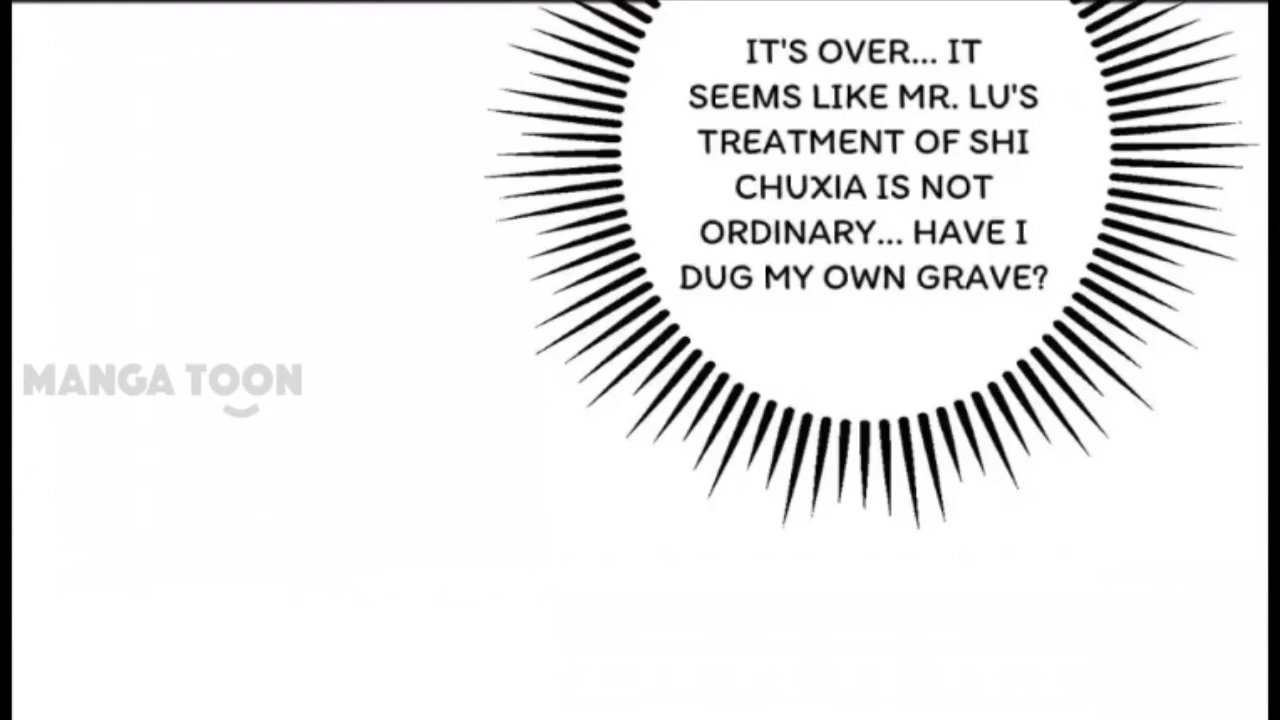 IT'S OVER... IT
SEEMS LIKE MR. LU'S
TREATMENT OF SHI
CHUXIA IS NOT
ORDINARY... HAVE I
DUG MY OWN GRAVE?
MANGA TOON